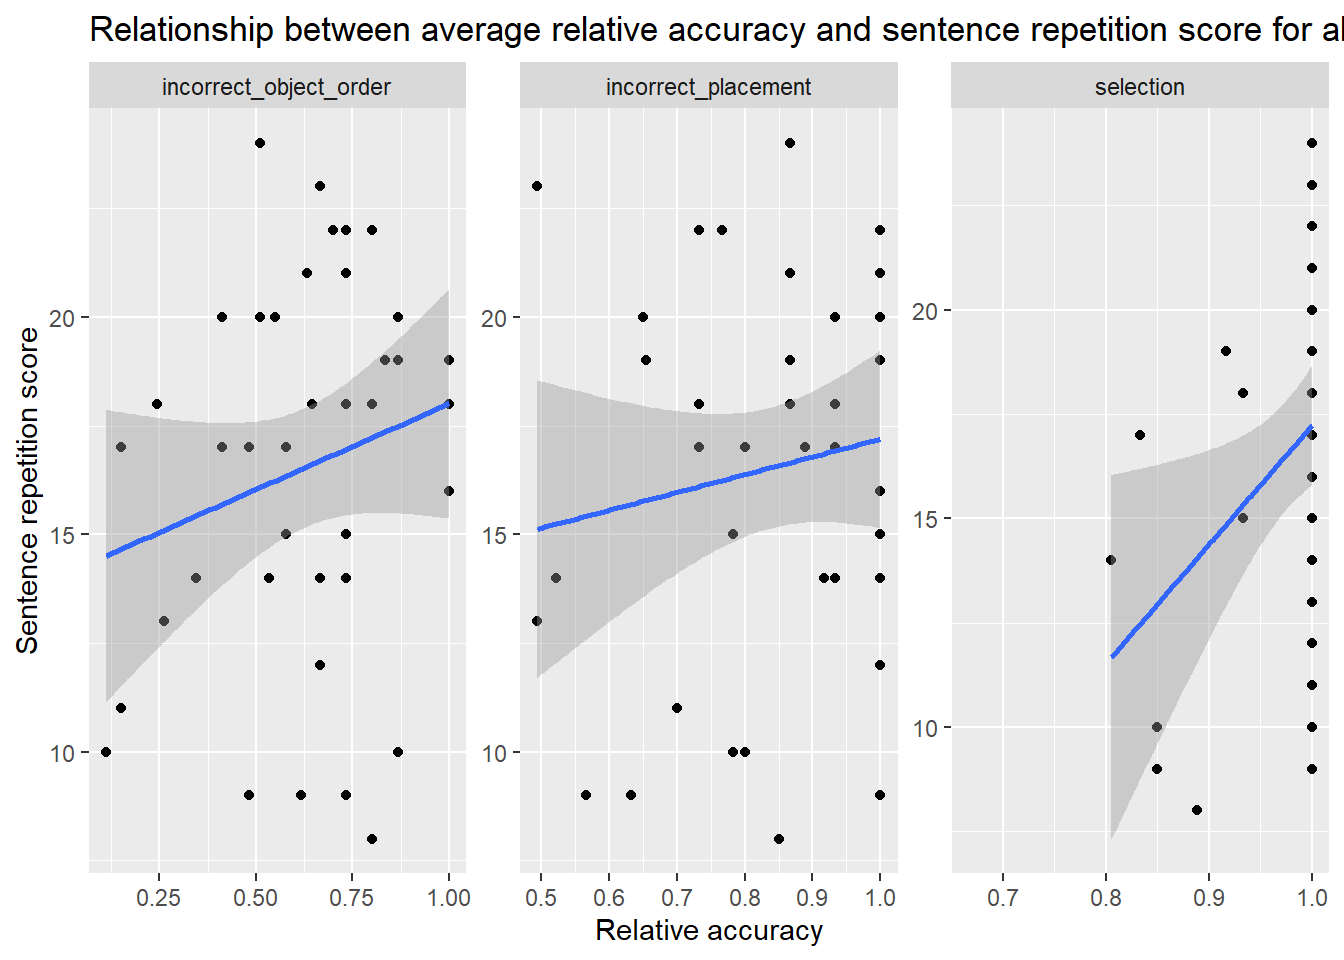 Relationship between average relative accuracy and sentence repetition score for al
incorrect_object_order
incorrect_placement
selection
Sentence repetition score
20
15
10
20
15
10
20
15
10
0.25 0.50 0.75 1.00
0.5 0.6 0.7 0.8 0.9 1.0
0.7 0.8 0.9 1.0
Relative accuracy